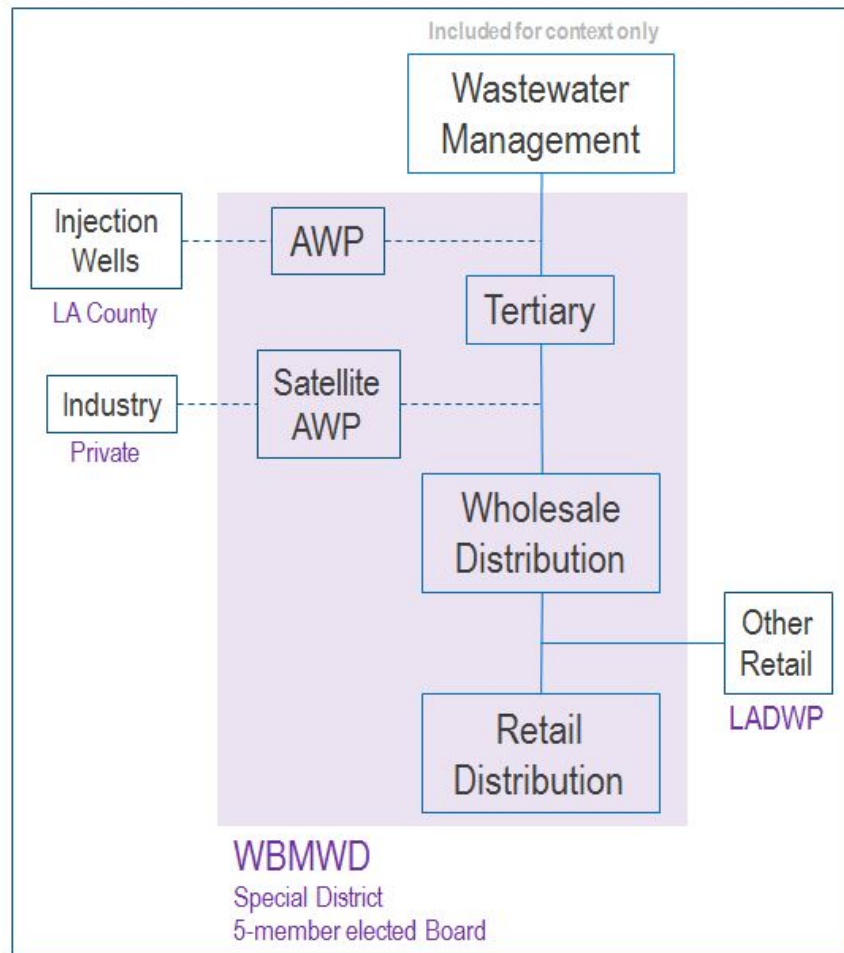 Included for context only
Wastewater
Management
Injection
Wells
LA County
AWP
Tertiary
Industry
Private
Satellite
AWP
Wholesale
Distribution
Other
Retail
LADWP
Retail
Distribution
WBMWD
Special District
5-member elected Board